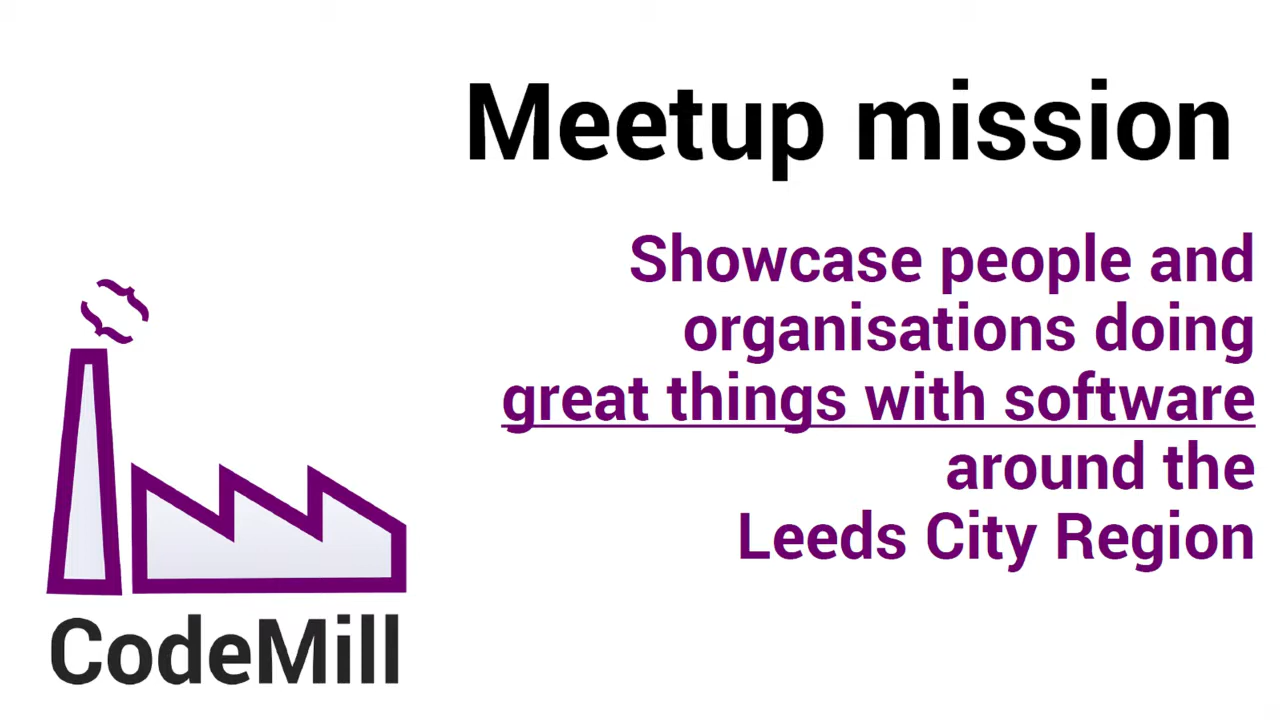 Meetup mission
Showcase people and
organisations doing
great things with software
around the
Leeds City Region
CodeMill